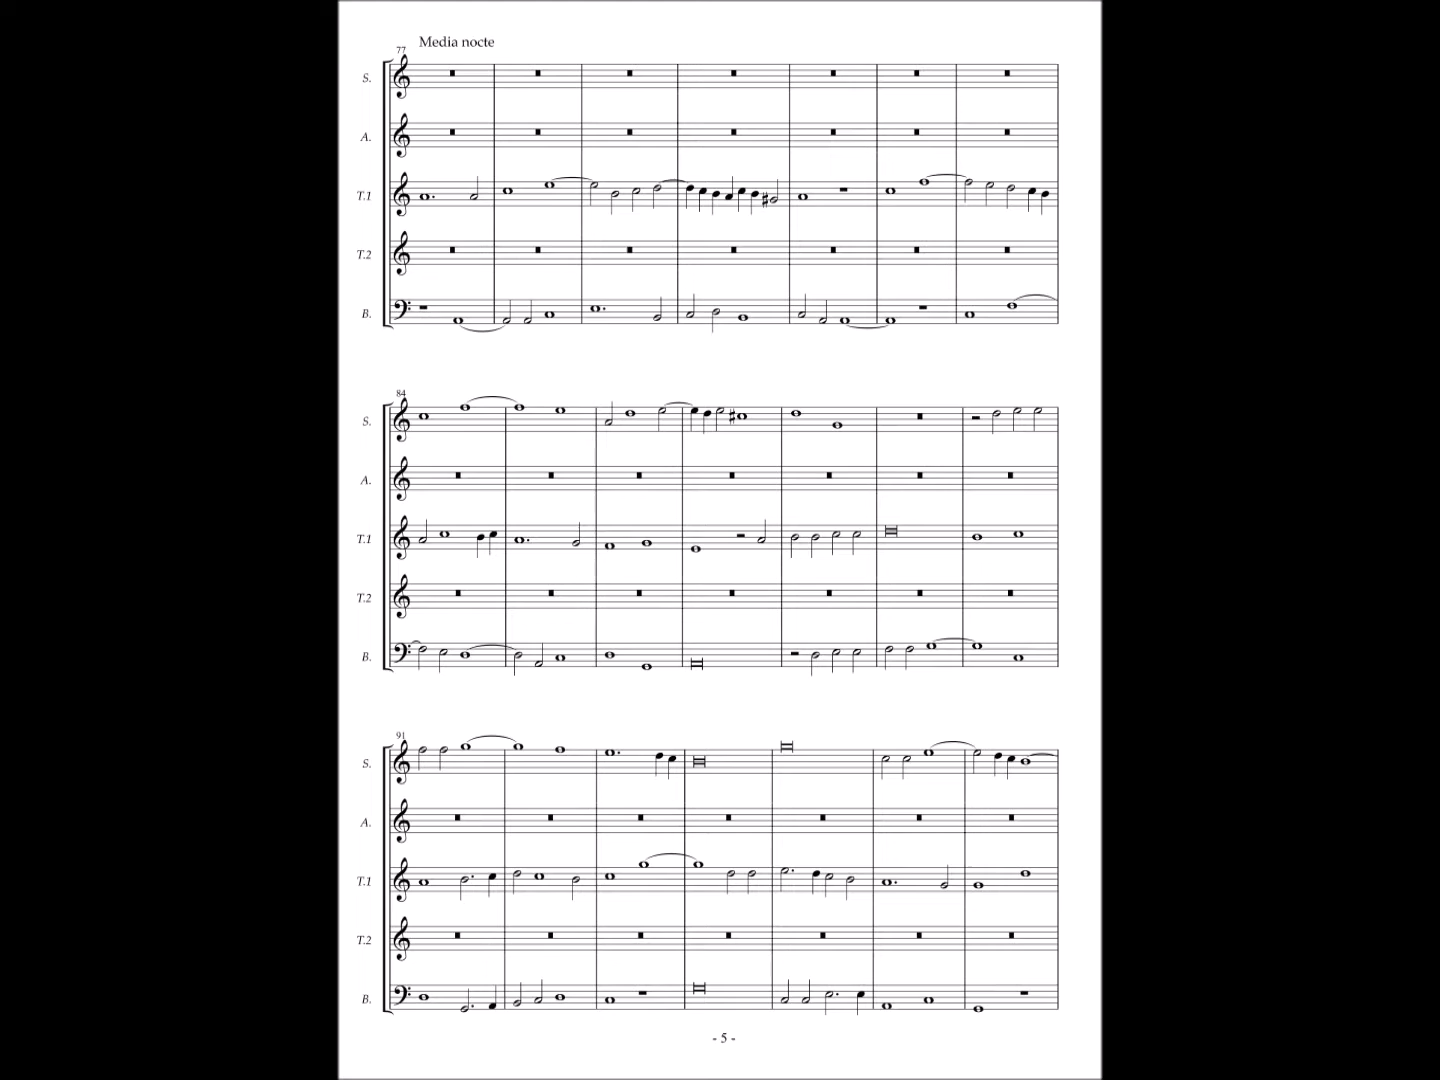 Media nocte
77
S.
A.
T.1
T.2
B.
84
S.
A.
T.1
T.2
B.
91
S.
A.
T.1
T.2
B.
- 5 -